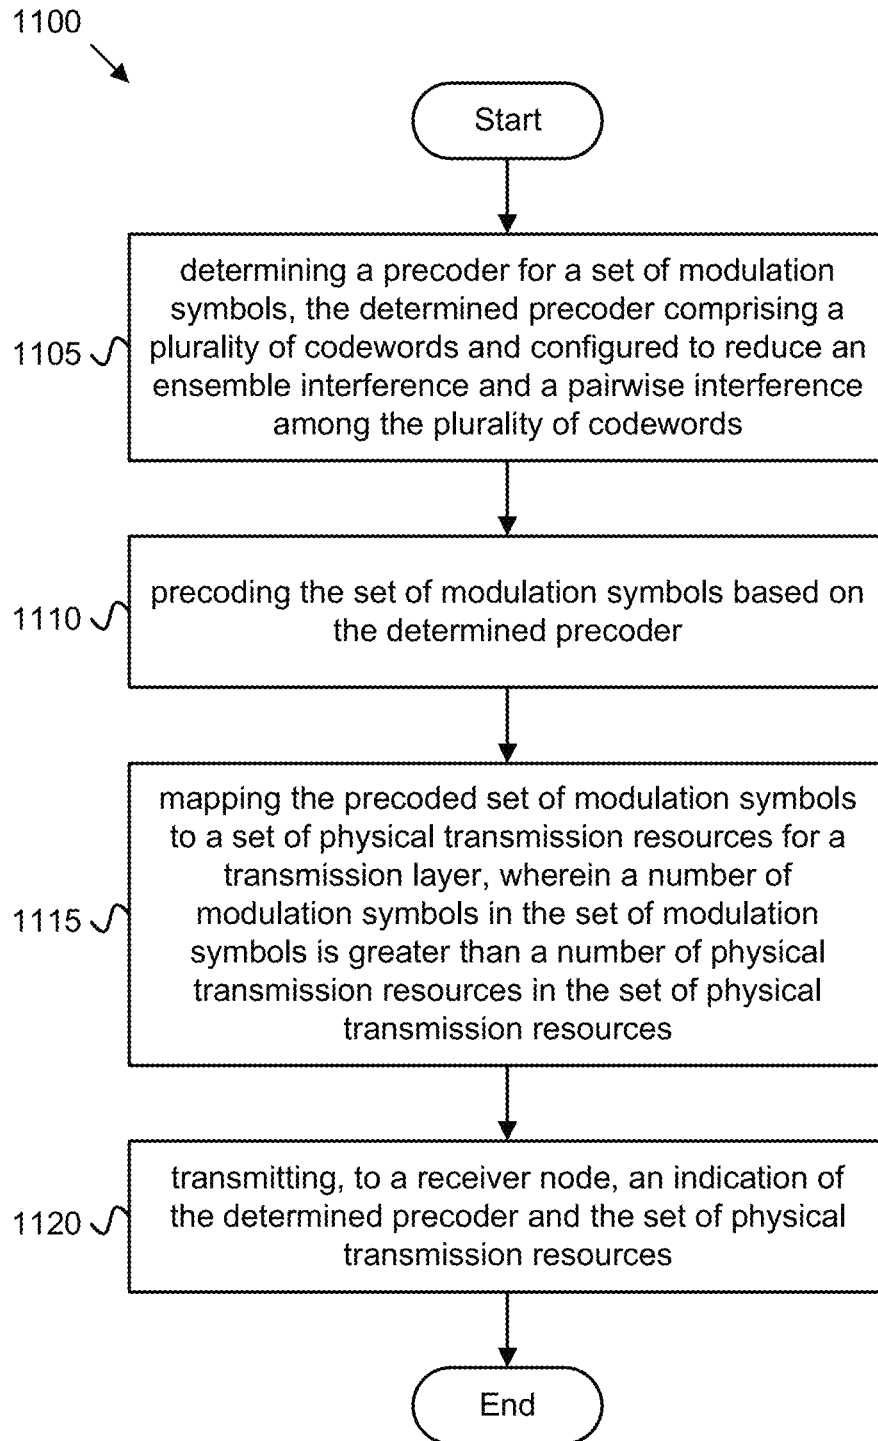 1100
Start
1105
determining a precoder for a set of modulation
symbols, the determined precoder comprising a
plurality of codewords and configured to reduce an
ensemble interference and a pairwise interference
among the plurality of codewords
1110
precoding the set of modulation symbols based on
the determined precoder
1115
mapping the precoded set of modulation symbols
to a set of physical transmission resources for a
transmission layer, wherein a number of
modulation symbols in the set of modulation
symbols is greater than a number of physical
transmission resources in the set of physical
transmission resources
1120
transmitting, to a receiver node, an indication of
the determined precoder and the set of physical
transmission resources
End